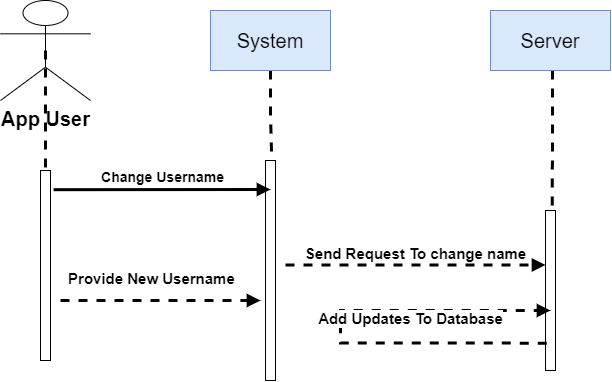 System
Server
App User
Change Username
Send Request To change name
Provide New Username
Add Updates To Database